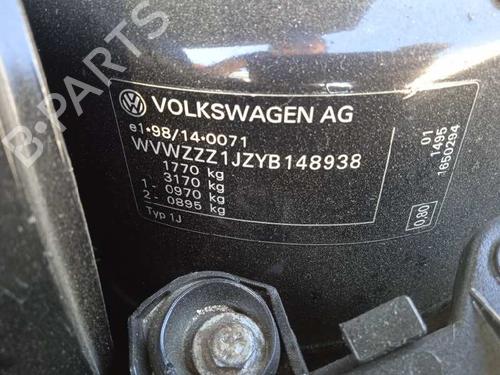 B-PARTS
VOLKSWAGEN AG
e1*98/14*0071
WVWZZZ1JZYB148938
1770 kg
3170 kg
1- 0970 kg
2- 0895 kg
Typ 1J
01
1495
1650294
0,80